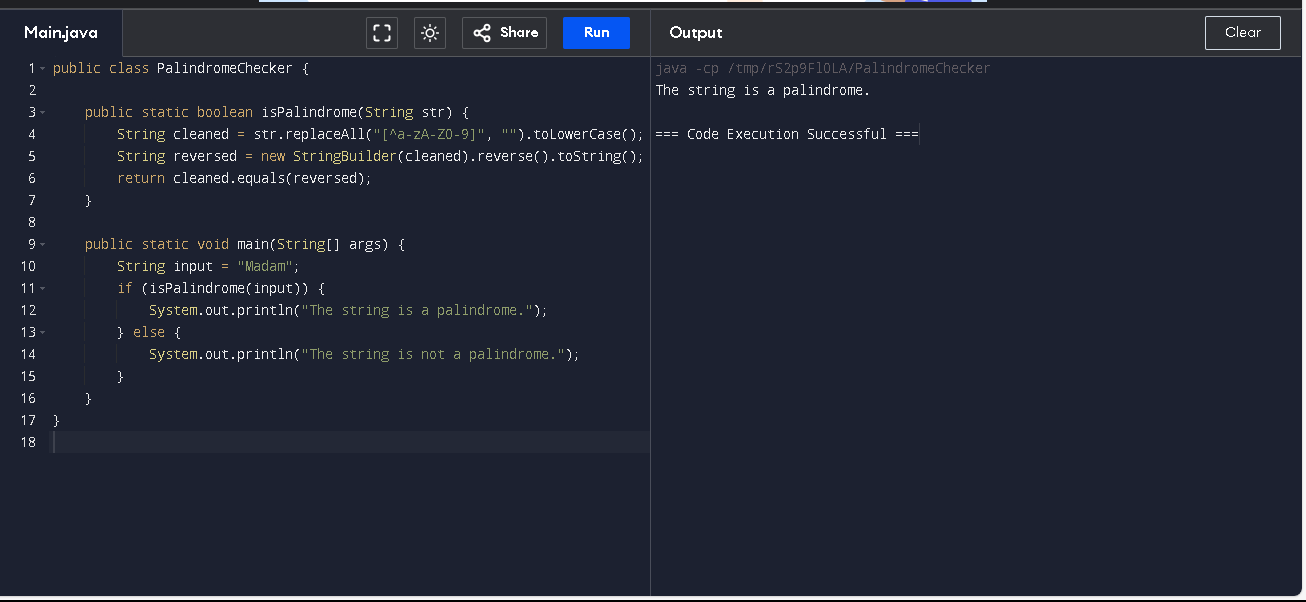 Main.java
Share
Run
Output
Clear
1 public class PalindromeChecker {
2
3     public static boolean isPalindrome(String str) {
4         String cleaned = str.replaceAll("[^a-zA-Z0-9]", "").toLowerCase();
5         String reversed = new StringBuilder(cleaned).reverse().toString();
6         return cleaned.equals(reversed);
7     }
8
9     public static void main(String[] args) {
10         String input = "Madam";
11         if (isPalindrome(input)) {
12             System.out.println("The string is a palindrome.");
13         } else {
14             System.out.println("The string is not a palindrome.");
15         }
16     }
17 }
18
java -cp /tmp/rS2p9Fl0LA/PalindromeChecker
The string is a palindrome.
=== Code Execution Successful ===